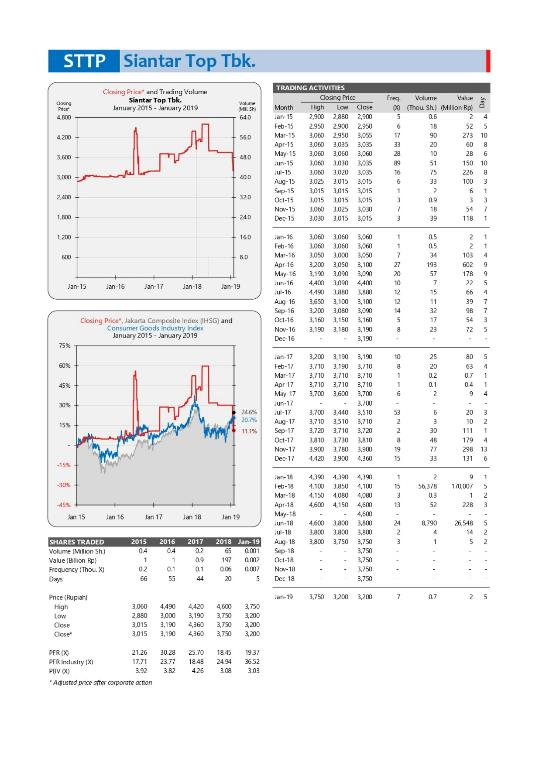 STTP Siantar Top Tbk.
Closing Price* and Trading Volume
Siantar Top Tbk.
January 2015 - January 2019
Closing Price*
Volume (Mill. Sh)
4,800 64.0
4,200 56.0
3,600 48.0
3,000 40.0
2,400 32.0
1,800 24.0
1,200 16.0
600 8.0
Jan-15 Jan-16 Jan-17 Jan-18 Jan-19
Closing Price*, Jakarta Composite Index (IHSG) and
Consumer Goods Industry Index
January 2015 - January 2019
75%
60%
45%
30%
15%
-
-15%
-30%
-45%
24.6%
20.7%
11.1%
Jan 15 Jan 16 Jan 17 Jan 18 Jan 19
SHARES TRADED 2015 2016 2017 2018 Jan-19
Volume (Million Sh.) 0.4 0.4 0.2 65 0.001
Value (Billion Rp) 1 1 0.9 197 0.002
Frequency (Thou. X) 0.2 0.1 0.1 0.06 0.007
Days 66 55 44 20 5
Price (Rupiah)
High 3,060 4,490 4,420 4,600 3,750
Low 2,880 3,000 3,190 3,750 3,200
Close 3,015 3,190 4,360 3,750 3,200
Close* 3,015 3,190 4,360 3,750 3,200
PER (X) 21.26 30.28 25.70 18.45 19.37
PER Industry (X) 17.71 23.77 18.48 24.94 36.52
PBV (X) 3.92 3.82 4.26 3.08 3.03
* Adjusted price after corporate action
TRADING ACTIVITIES
Closing Price Freq. Volume Value Day
Month High Low Close (X) (Thou. Sh.) (Million Rp)
Jan-15 2,900 2,880 2,900 5 0.6 2 4
Feb-15 2,950 2,900 2,950 6 18 52 5
Mar-15 3,060 2,950 3,055 17 90 273 10
Apr-15 3,060 3,035 3,035 33 20 60 8
May-15 3,060 3,060 3,060 28 10 28 6
Jun-15 3,060 3,030 3,035 89 51 150 10
Jul-15 3,060 3,020 3,035 16 75 226 8
Aug-15 3,025 3,015 3,015 6 33 100 3
Sep-15 3,015 3,015 3,015 1 2 6 1
Oct-15 3,015 3,015 3,015 3 0.9 3 3
Nov-15 3,060 3,025 3,030 7 18 54 7
Dec-15 3,030 3,015 3,015 3 39 118 1
Jan-16 3,060 3,060 3,060 1 0.5 2 1
Feb-16 3,060 3,060 3,060 1 0.5 2 1
Mar-16 3,050 3,000 3,050 7 34 103 4
Apr-16 3,200 3,050 3,100 27 193 602 9
May-16 3,190 3,090 3,090 20 57 178 9
Jun-16 4,400 3,090 4,400 10 7 22 5
Jul-16 4,490 3,880 3,880 12 15 66 4
Aug-16 3,650 3,100 3,100 12 11 39 7
Sep-16 3,200 3,080 3,090 14 32 98 7
Oct-16 3,160 3,150 3,160 5 17 54 3
Nov-16 3,190 3,180 3,190 8 23 72 5
Dec-16 - - 3,190 - - - -
Jan-17 3,200 3,190 3,190 10 25 80 5
Feb-17 3,710 3,190 3,710 8 20 63 4
Mar-17 3,710 3,710 3,710 1 0.2 0.7 1
Apr-17 3,710 3,710 3,710 1 0.1 0.4 1
May-17 3,700 3,600 3,700 6 2 9 4
Jun-17 - - 3,700 - - - -
Jul-17 3,700 3,440 3,510 53 6 20 3
Aug-17 3,710 3,510 3,710 2 3 10 2
Sep-17 3,720 3,710 3,720 2 30 111 1
Oct-17 3,810 3,730 3,810 8 48 179 4
Nov-17 3,900 3,780 3,900 19 77 298 13
Dec-17 4,420 3,900 4,360 15 33 131 6
Jan-18 4,390 4,390 4,390 1 2 9 1
Feb-18 4,100 3,850 4,100 15 56,378 170,007 5
Mar-18 4,150 4,080 4,080 3 0.3 1 2
Apr-18 4,600 4,150 4,600 13 52 228 3
May-18 - - 4,600 - - - -
Jun-18 4,600 3,800 3,800 24 8,790 26,548 5
Jul-18 3,800 3,800 3,800 2 4 14 2
Aug-18 3,800 3,750 3,750 3 1 5 2
Sep-18 - - 3,750 - - - -
Oct-18 - - 3,750 - - - -
Nov-18 - - 3,750 - - - -
Dec-18 - - 3,750 - - - -
Jan-19 3,750 3,200 3,200 7 0.7 2 5